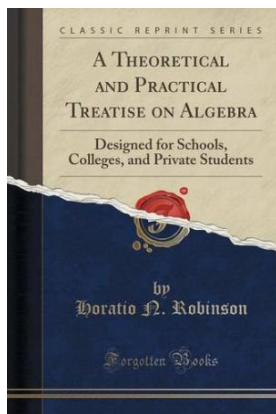 CLASSIC REPRINT SERIES
A THEORETICAL
AND PRACTICAL
TREATISE ON ALGEBRA
Designed for Schools,
Colleges, and Private Students
by
Horatio N. Robinson
Forgotten Books